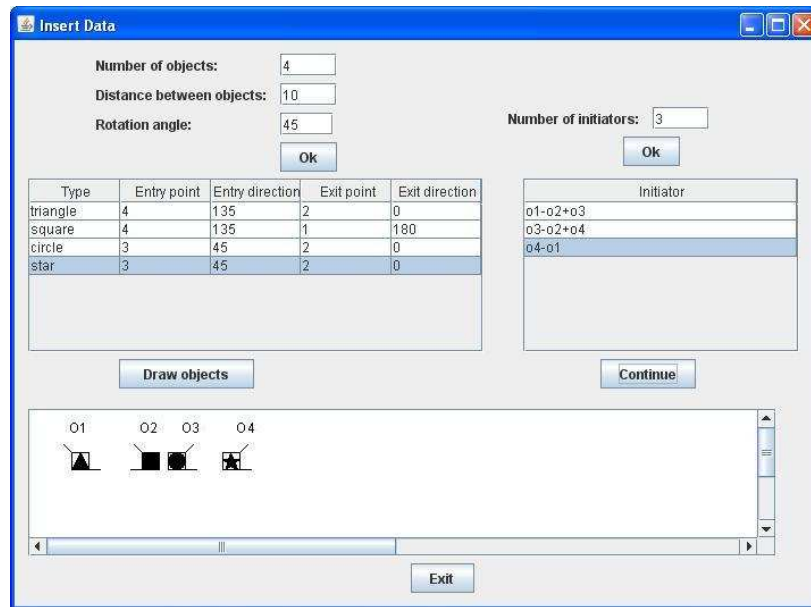 Insert Data
Number of objects: 4
Distance between objects: 10
Rotation angle: 45
Ok
Number of initiators: 3
Ok
Type Entry point Entry direction Exit point Exit direction
triangle 4 135 2 0
square 4 135 1 180
circle 3 45 2 0
star 3 45 2 0
Initiator
o1-o2+o3
o3-o2+o4
o4-o1
Draw objects
Continue
O1 O2 O3 O4
Exit